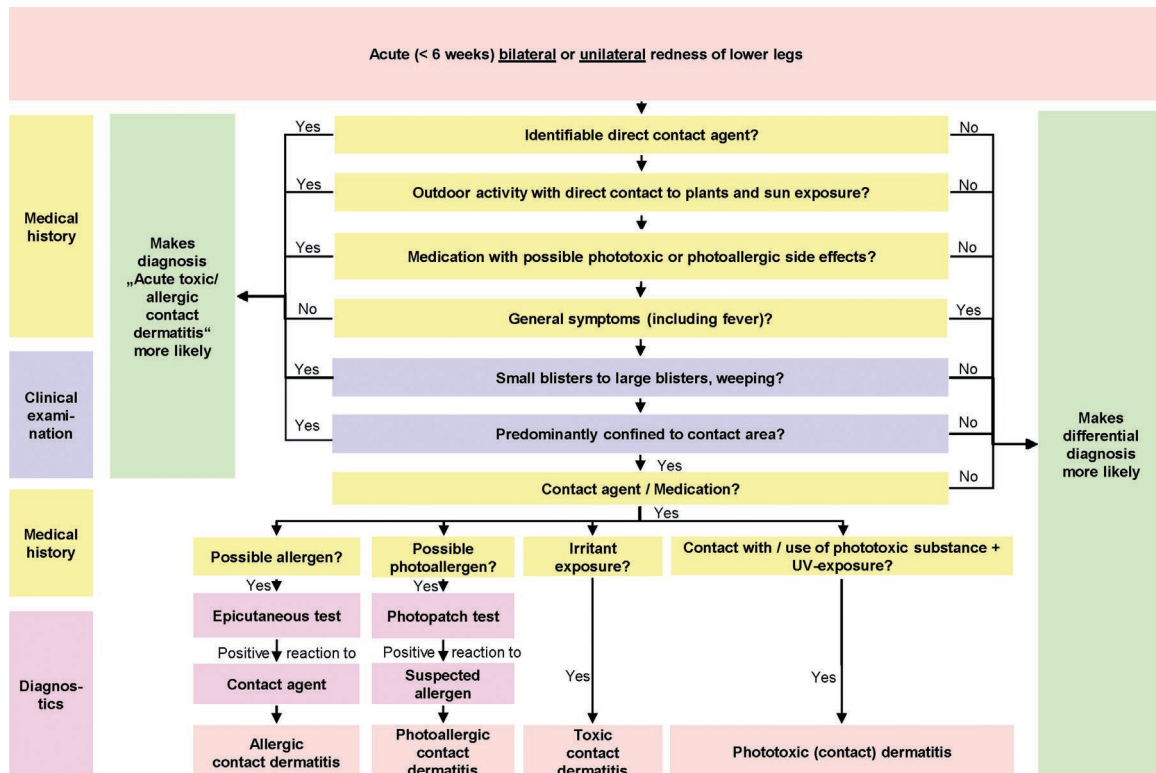 Acute (< 6 weeks) bilateral or unilateral redness of lower legs
Medical
history
Clinical
exami-
nation
Medical
history
Diagnos-
tics
Makes
diagnosis
„Acute toxic/
allergic
contact
dermatitis“
more likely
Yes
Identifiable direct contact agent?
No
Yes
Outdoor activity with direct contact to plants and sun exposure?
No
Yes
Medication with possible phototoxic or photoallergic side effects?
No
No
General symptoms (including fever)?
Yes
Yes
Small blisters to large blisters, weeping?
No
Yes
Predominantly confined to contact area?
No
Yes
Contact agent / Medication?
No
Yes
Makes
differential
diagnosis
more likely
Possible allergen?
Possible
photoallergen?
Irritant
exposure?
Contact with / use of phototoxic substance +
UV-exposure?
Yes
Yes
Epicutaneous test
Photopatch test
Positive reaction to
Positive reaction to
Contact agent
Suspected
allergen
Yes
Yes
Allergic
contact dermatitis
Photoallergic
contact
dermatitis
Toxic
contact
dermatitis
Phototoxic (contact) dermatitis